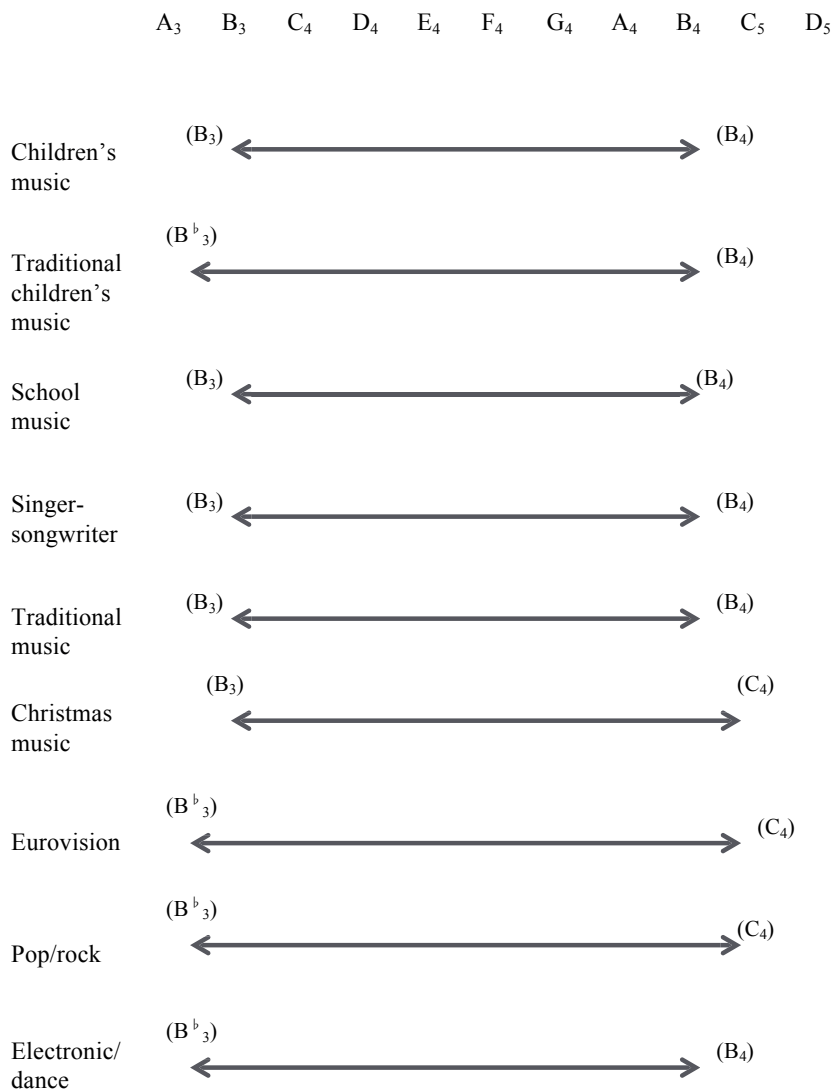 A₃ B₃ C₄ D₄ E₄ F₄ G₄ A₄ B₄ C₅ D₅
(B₃) (B₄)
Children’s
music
(B♭₃) (B₄)
Traditional
children’s
music
(B₃) (B₄)
School
music
(B₃) (B₄)
Singer-
songwriter
(B₃) (B₄)
Traditional
music
(B₃) (C₄)
Christmas
music
(B♭₃) (C₄)
Eurovision
(B♭₃) (C₄)
Pop/rock
(B♭₃) (B₄)
Electronic/
dance